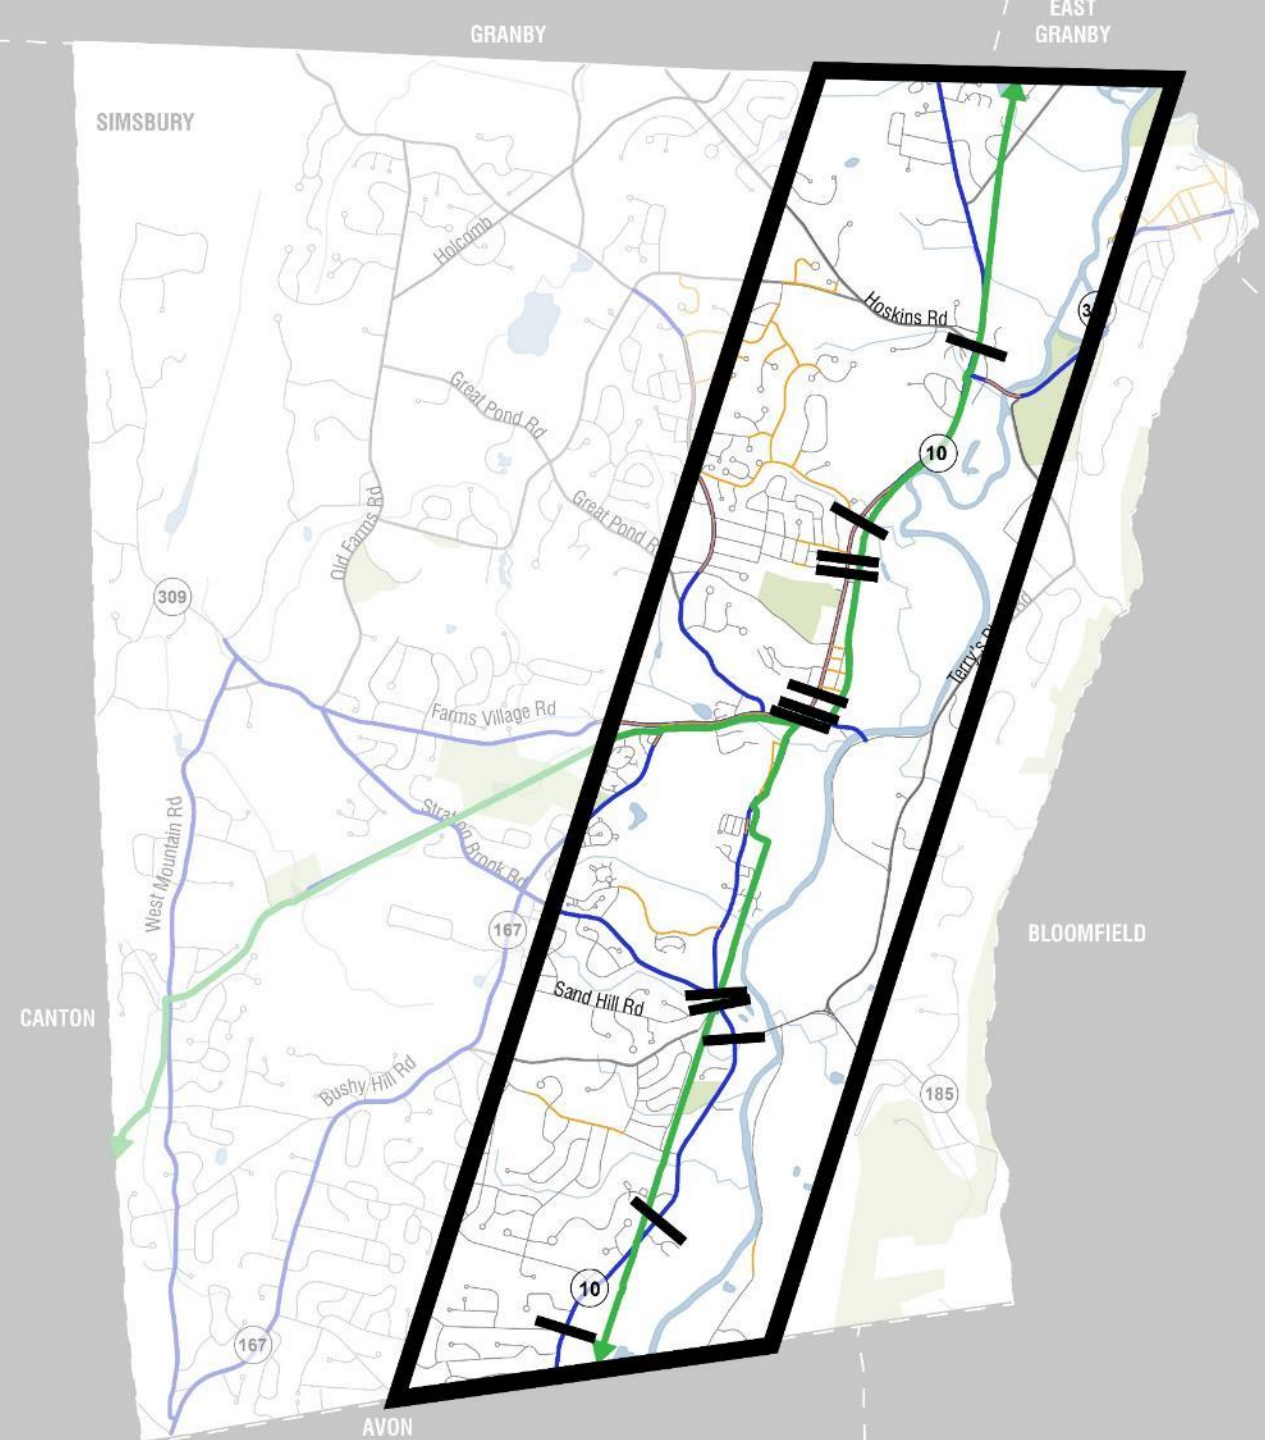 EAST
GRANBY
GRANBY
SIMSBURY
Holcomb
Hoskins Rd
Great Pond Rd
10
Great Pond
Old Farms Rd
309
Terry's
Farms Village Rd
West Mountain Rd
Stratton Brook Rd
167
BLOOMFIELD
Sand Hill Rd
CANTON
Bushy Hill Rd
185
10
167
AVON